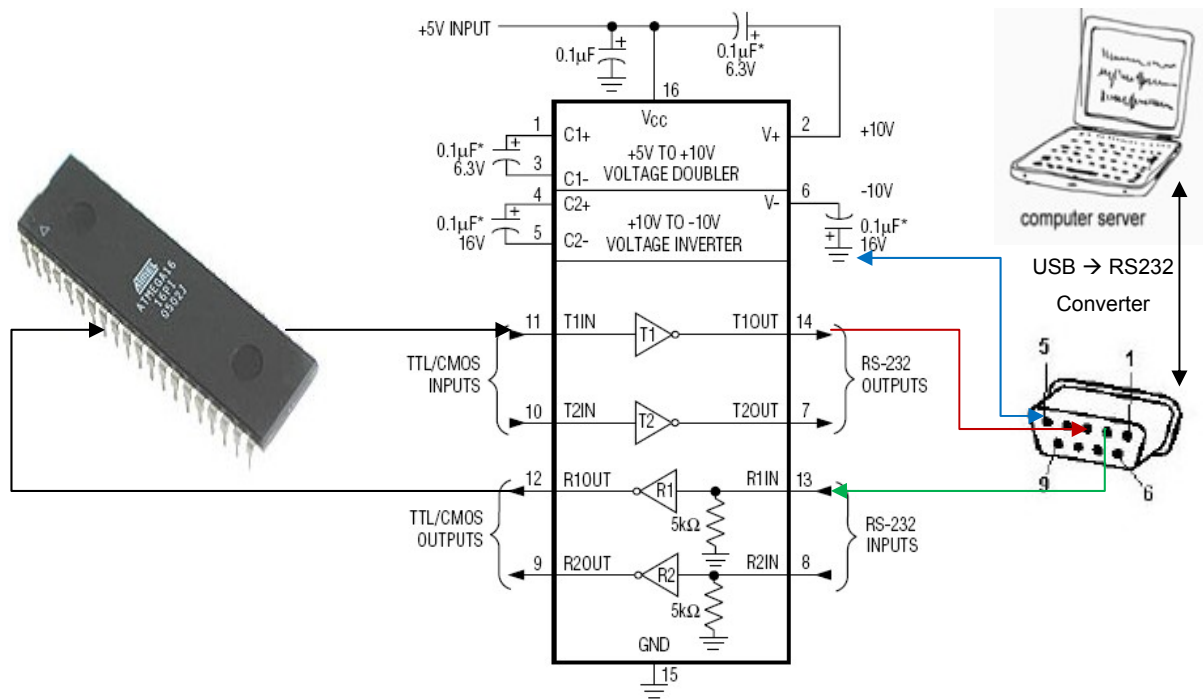 +5V INPUT
0.1µF
0.1µF*
6.3V
+
+
16
VCC
1
C1+
V+
2
+10V
0.1µF*
6.3V
+
3
C1-
+5V TO +10V
VOLTAGE DOUBLER
4
C2+
V-
6
-10V
0.1µF*
16V
+
5
C2-
+10V TO -10V
VOLTAGE INVERTER
0.1µF*
16V
+
computer server
USB → RS232
Converter
ATMEL
ATMEGA16
16PI
0502J
11
T1IN
T1
T1OUT
14
TTL/CMOS
INPUTS
RS-232
OUTPUTS
10
T2IN
T2
T2OUT
7
5
1
9
6
12
R1OUT
R1
R1IN
13
5kΩ
TTL/CMOS
OUTPUTS
RS-232
INPUTS
9
R2OUT
R2
R2IN
8
5kΩ
GND
15